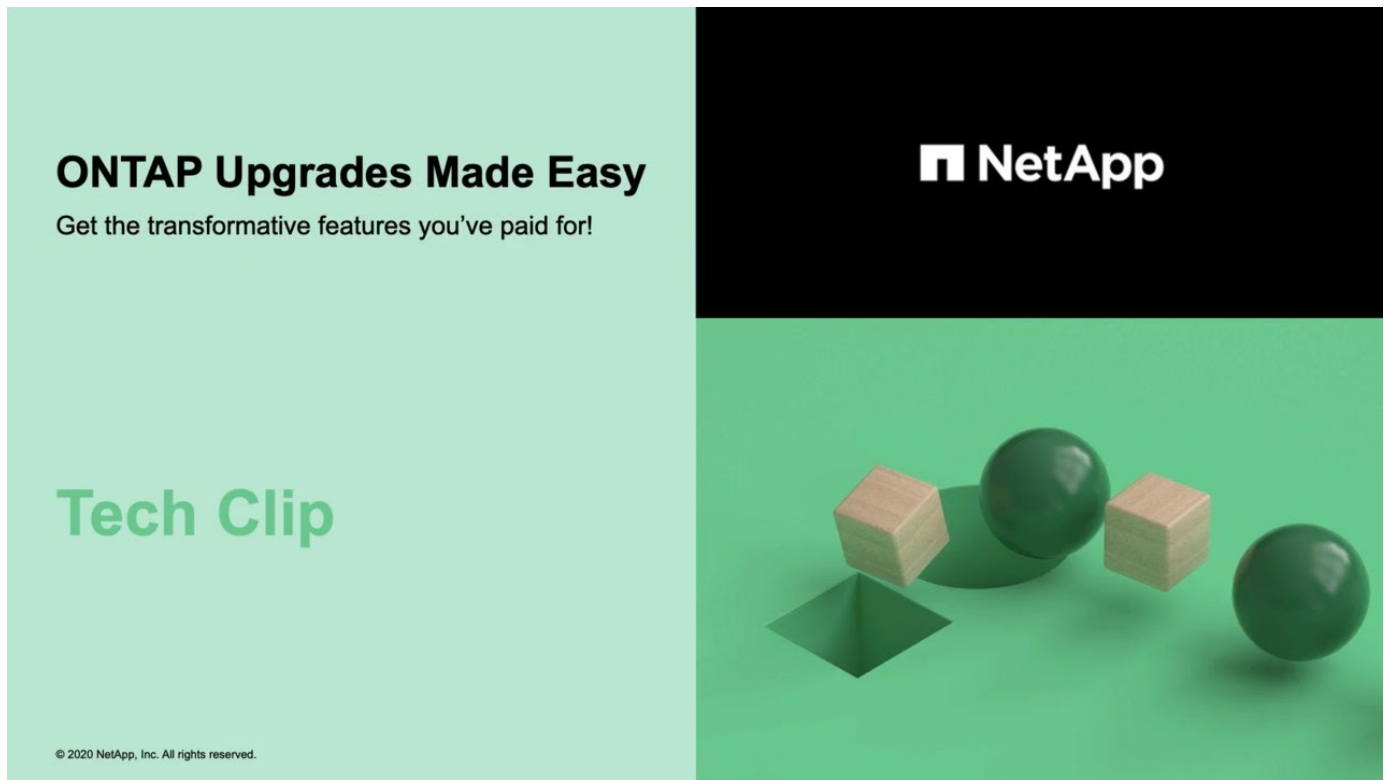 ONTAP Upgrades Made Easy
Get the transformative features you’ve paid for!
NetApp
Tech Clip
© 2020 NetApp, Inc. All rights reserved.